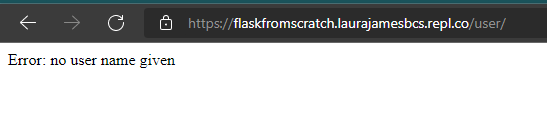 https://flaskfromscratch.laurajamesbcs.repl.co/user/
Error: no user name given